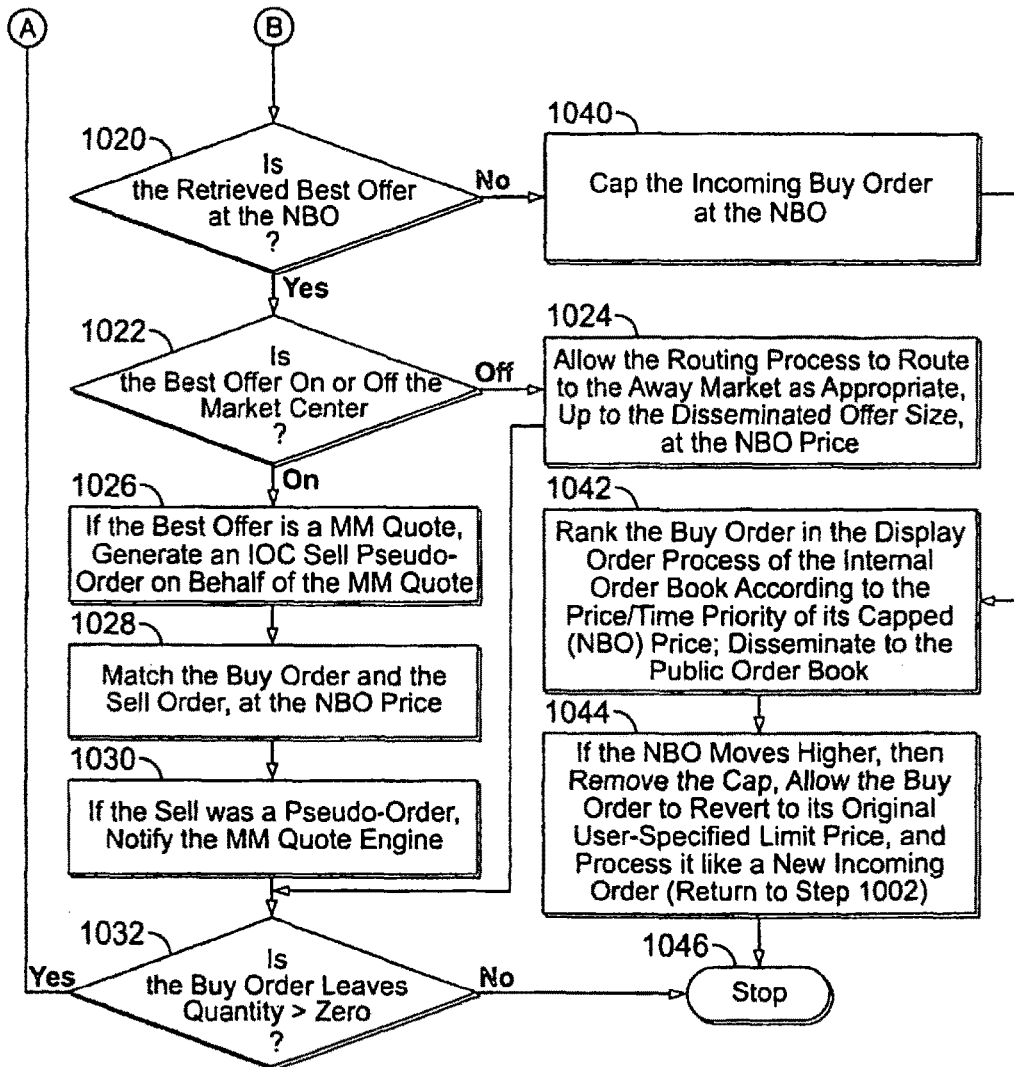 A
B
1020
Is
the Retrieved Best Offer
at the NBO
?
No
Yes
1040
Cap the Incoming Buy Order
at the NBO
1022
Is
the Best Offer On or Off the
Market Center
?
Off
On
1024
Allow the Routing Process to Route
to the Away Market as Appropriate,
Up to the Disseminated Offer Size,
at the NBO Price
1026
If the Best Offer is a MM Quote,
Generate an IOC Sell Pseudo-
Order on Behalf of the MM Quote
1042
Rank the Buy Order in the Display
Order Process of the Internal
Order Book According to the
Price/Time Priority of its Capped
(NBO) Price; Disseminate to the
Public Order Book
1028
Match the Buy Order and the
Sell Order, at the NBO Price
1030
If the Sell was a Pseudo-Order,
Notify the MM Quote Engine
1044
If the NBO Moves Higher, then
Remove the Cap, Allow the Buy
Order to Revert to its Original
User-Specified Limit Price, and
Process it like a New Incoming
Order (Return to Step 1002)
1032
Yes
Is
the Buy Order Leaves
Quantity > Zero
?
No
1046
Stop